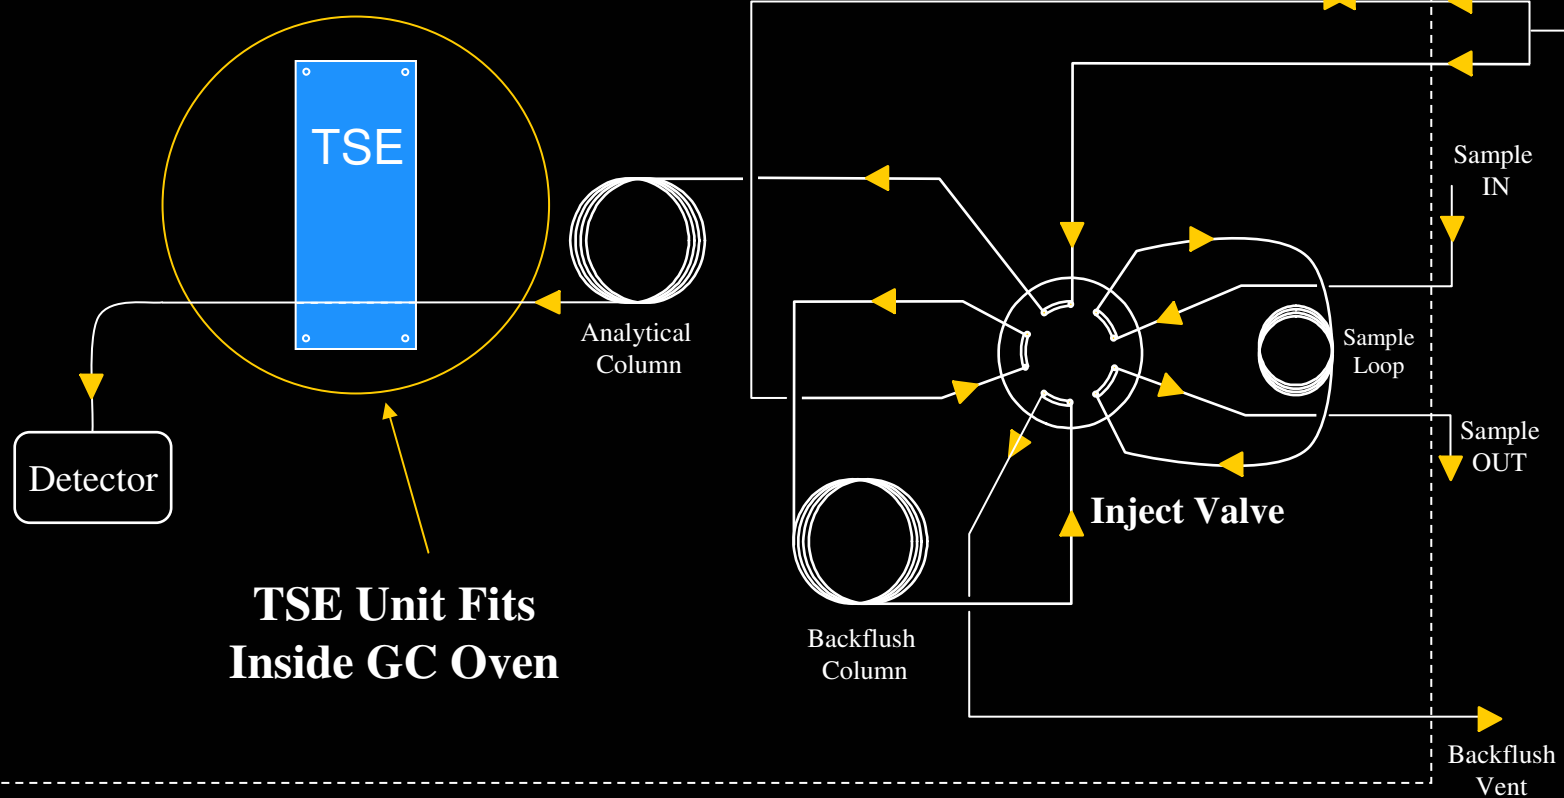 TSE
Sample
IN
Analytical
Column
Sample
Loop
Sample
OUT
Detector
Inject Valve
TSE Unit Fits
Inside GC Oven
Backflush
Column
Backflush
Vent